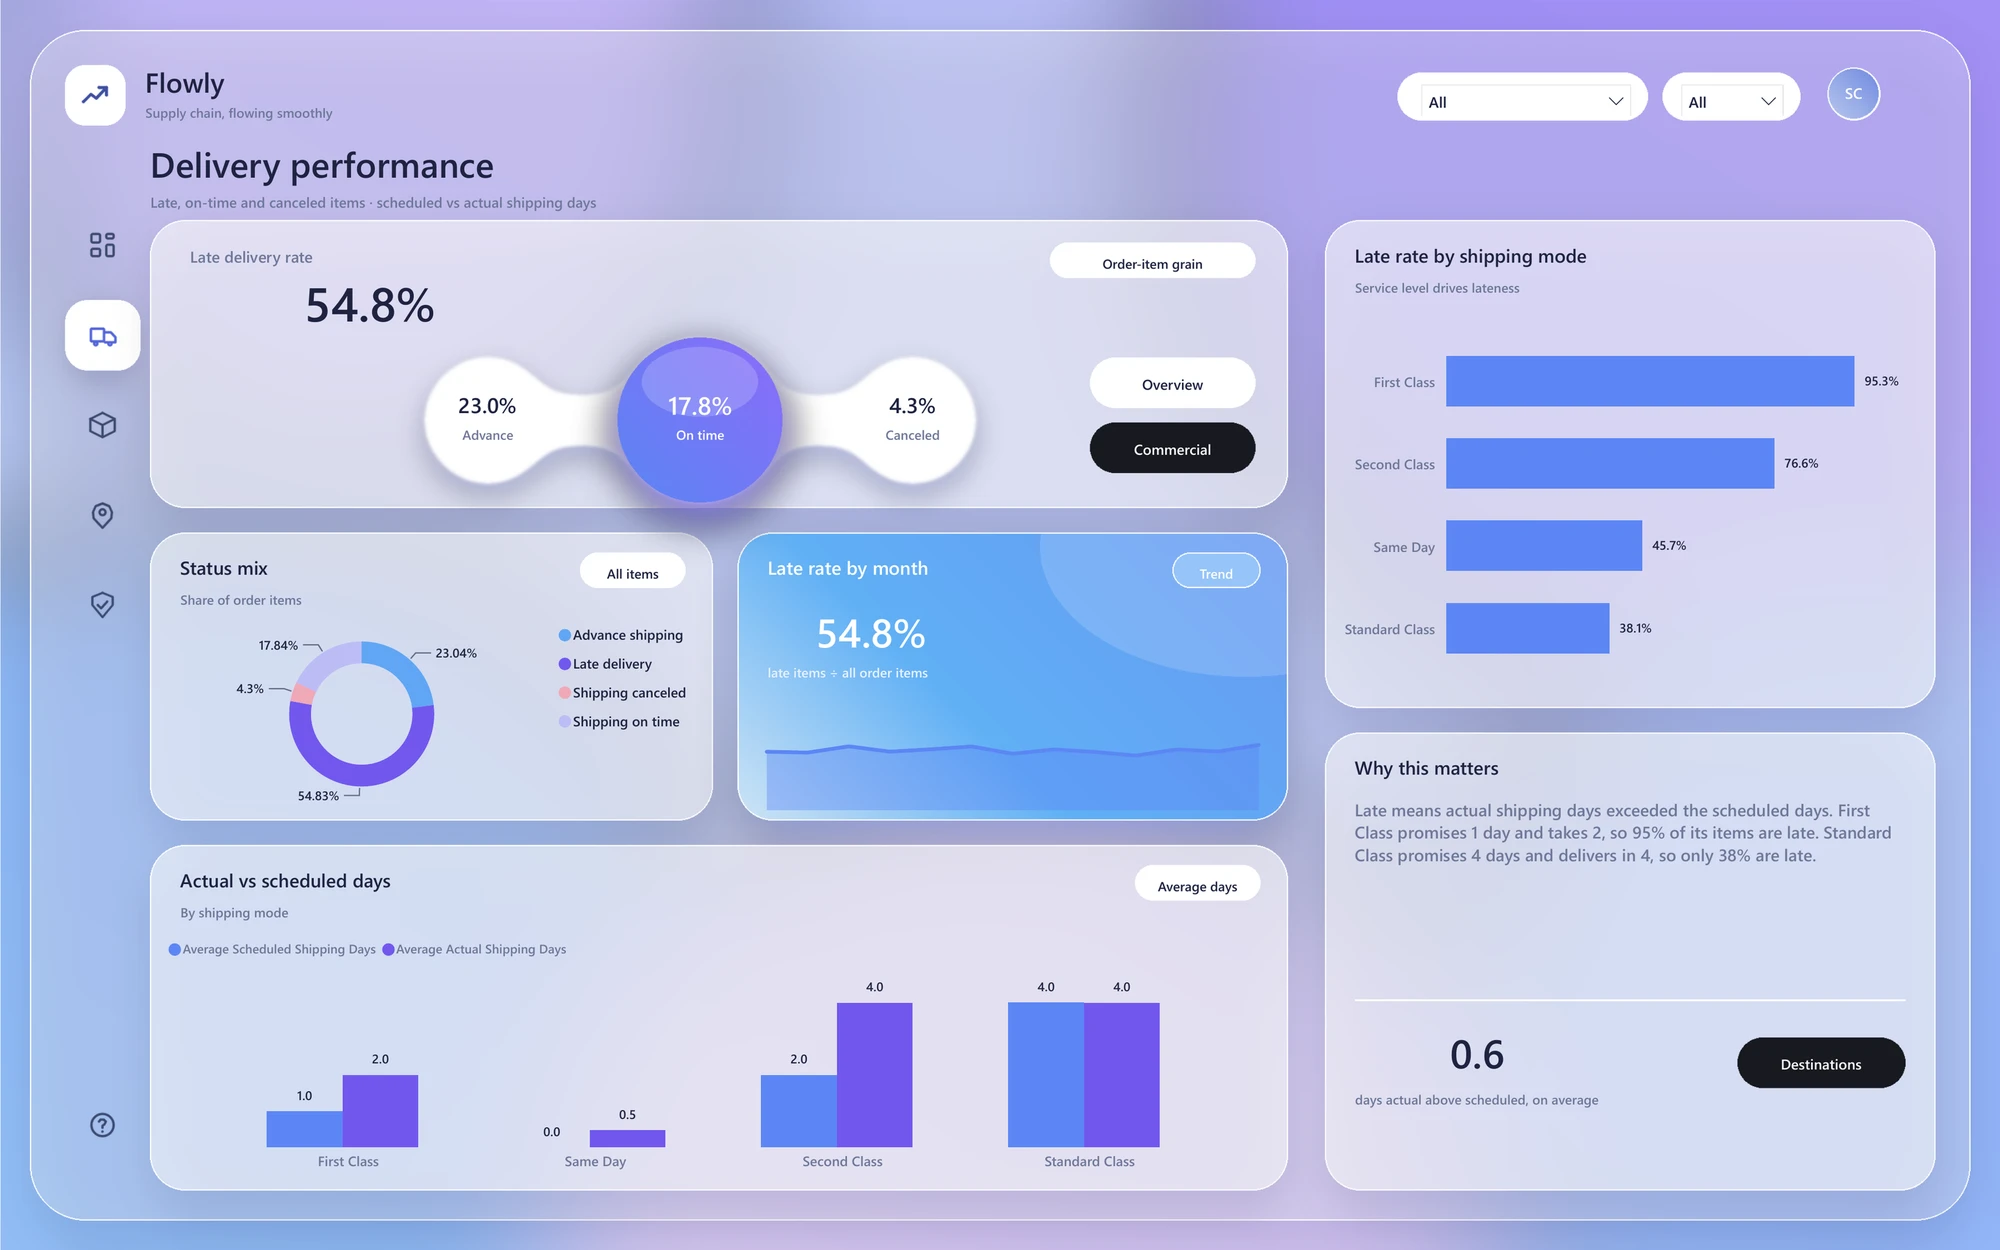 Flowly
Supply chain, flowing smoothly
All
All
SC
Delivery performance
Late, on-time and canceled items · scheduled vs actual shipping days
Late delivery rate
54.8%
Order-item grain
23.0%
Advance
17.8%
On time
4.3%
Canceled
Overview
Commercial
Late rate by shipping mode
Service level drives lateness
First Class
95.3%
Second Class
76.6%
Same Day
45.7%
Standard Class
38.1%
Status mix
Share of order items
All items
17.84%
23.04%
4.3%
54.83%
Advance shipping
Late delivery
Shipping canceled
Shipping on time
Late rate by month
Trend
54.8%
late items ÷ all order items
Why this matters
Late means actual shipping days exceeded the scheduled days. First
Class promises 1 day and takes 2, so 95% of its items are late. Standard
Class promises 4 days and delivers in 4, so only 38% are late.
0.6
days actual above scheduled, on average
Destinations
Actual vs scheduled days
By shipping mode
Average days
Average Scheduled Shipping Days
Average Actual Shipping Days
1.0
2.0
0.0
0.5
2.0
4.0
4.0
4.0
First Class
Same Day
Second Class
Standard Class